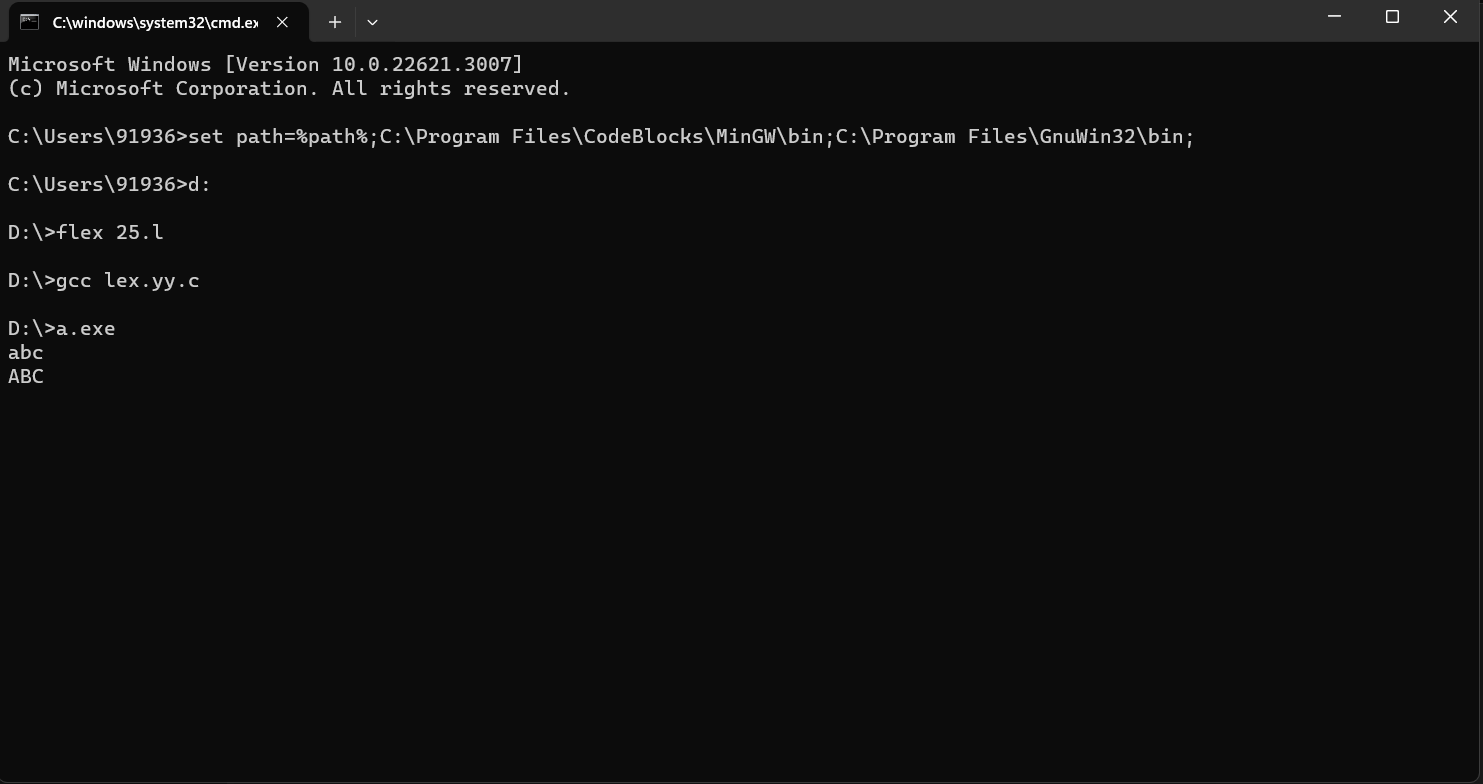 C:\windows\system32\cmd.ex
Microsoft Windows [Version 10.0.22621.3007]
(c) Microsoft Corporation. All rights reserved.
C:\Users\91936>set path=%path%;C:\Program Files\CodeBlocks\MinGW\bin;C:\Program Files\GnuWin32\bin;
C:\Users\91936>d:
D:\>flex 25.l
D:\>gcc lex.yy.c
D:\>a.exe
abc
ABC